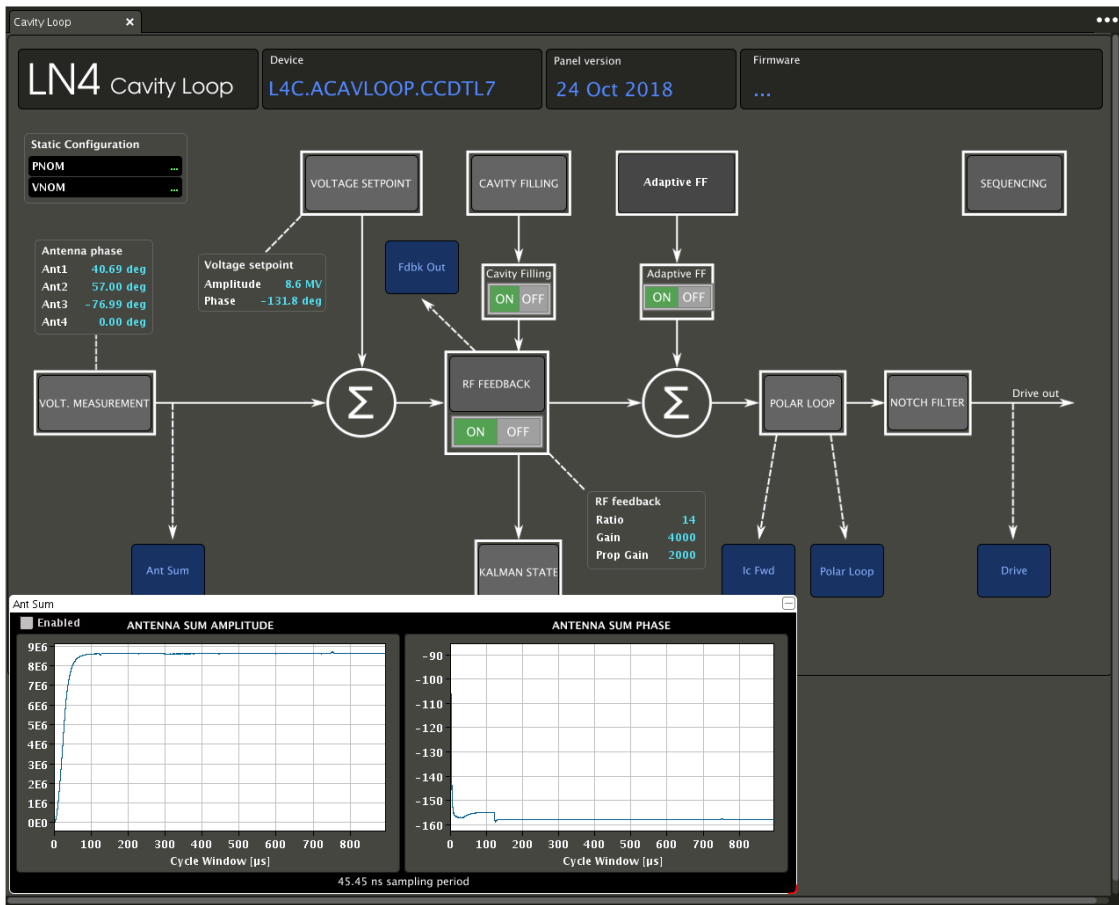 Cavity Loop
LN4 Cavity Loop
Device
L4C.ACAVLOOP.CCDTL7
Panel version
24 Oct 2018
Firmware
...
Static Configuration
PNOM ...
VNOM ...
VOLTAGE SETPOINT
CAVITY FILLING
Adaptive FF
SEQUENCING
Antenna phase
Ant1 40.69 deg
Ant2 57.00 deg
Ant3 -76.99 deg
Ant4 0.00 deg
Voltage setpoint
Amplitude 8.6 MV
Phase -131.8 deg
Fdbk Out
Cavity Filling
ON OFF
Adaptive FF
ON OFF
VOLT. MEASUREMENT
Σ
RF FEEDBACK
ON OFF
Σ
POLAR LOOP
NOTCH FILTER
Drive out
RF feedback
Ratio 14
Gain 4000
Prop Gain 2000
Ant Sum
KALMAN STATE
Ic Fwd
Polar Loop
Drive
Ant Sum
Enabled
ANTENNA SUM AMPLITUDE
9E6
8E6
7E6
6E6
5E6
4E6
3E6
2E6
1E6
0E0
0 100 200 300 400 500 600 700 800
Cycle Window [µs]
ANTENNA SUM PHASE
-90
-100
-110
-120
-130
-140
-150
-160
0 100 200 300 400 500 600 700 800
Cycle Window [µs]
45.45 ns sampling period